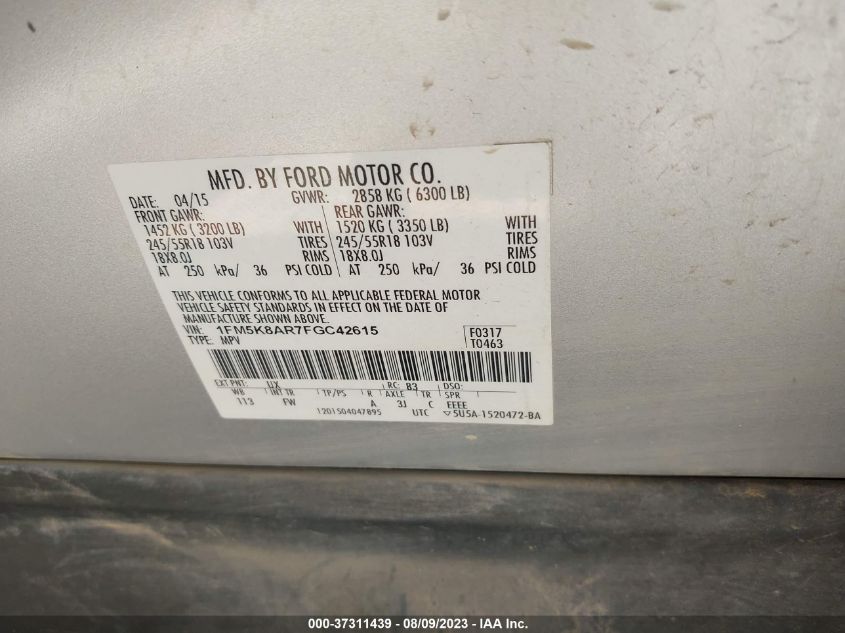 MFD. BY FORD MOTOR CO.
DATE: 04/15 GVWR: 2858 KG ( 6300 LB)
FRONT GAWR: REAR GAWR:
1452 KG ( 3200 LB) WITH 1520 KG ( 3350 LB) WITH
245/55R18 103V TIRES 245/55R18 103V TIRES
18X8.0J RIMS 18X8.0J RIMS
AT 250 kPa/ 36 PSI COLD AT 250 kPa/ 36 PSI COLD
THIS VEHICLE CONFORMS TO ALL APPLICABLE FEDERAL MOTOR
VEHICLE SAFETY STANDARDS IN EFFECT ON THE DATE OF
MANUFACTURE SHOWN ABOVE.
VIN: 1FM5K8AR7FGC42615 F0317
TYPE: MPV T0463
EXT PNT: UX RC: B3 DSO:
WB INT TR TP/PS R AXLE TR SPR
113 FW A 3J C EEEE
1201504047895 UTC ▽5U5A-1520472-BA
000-37311439 - 08/09/2023 - IAA Inc.